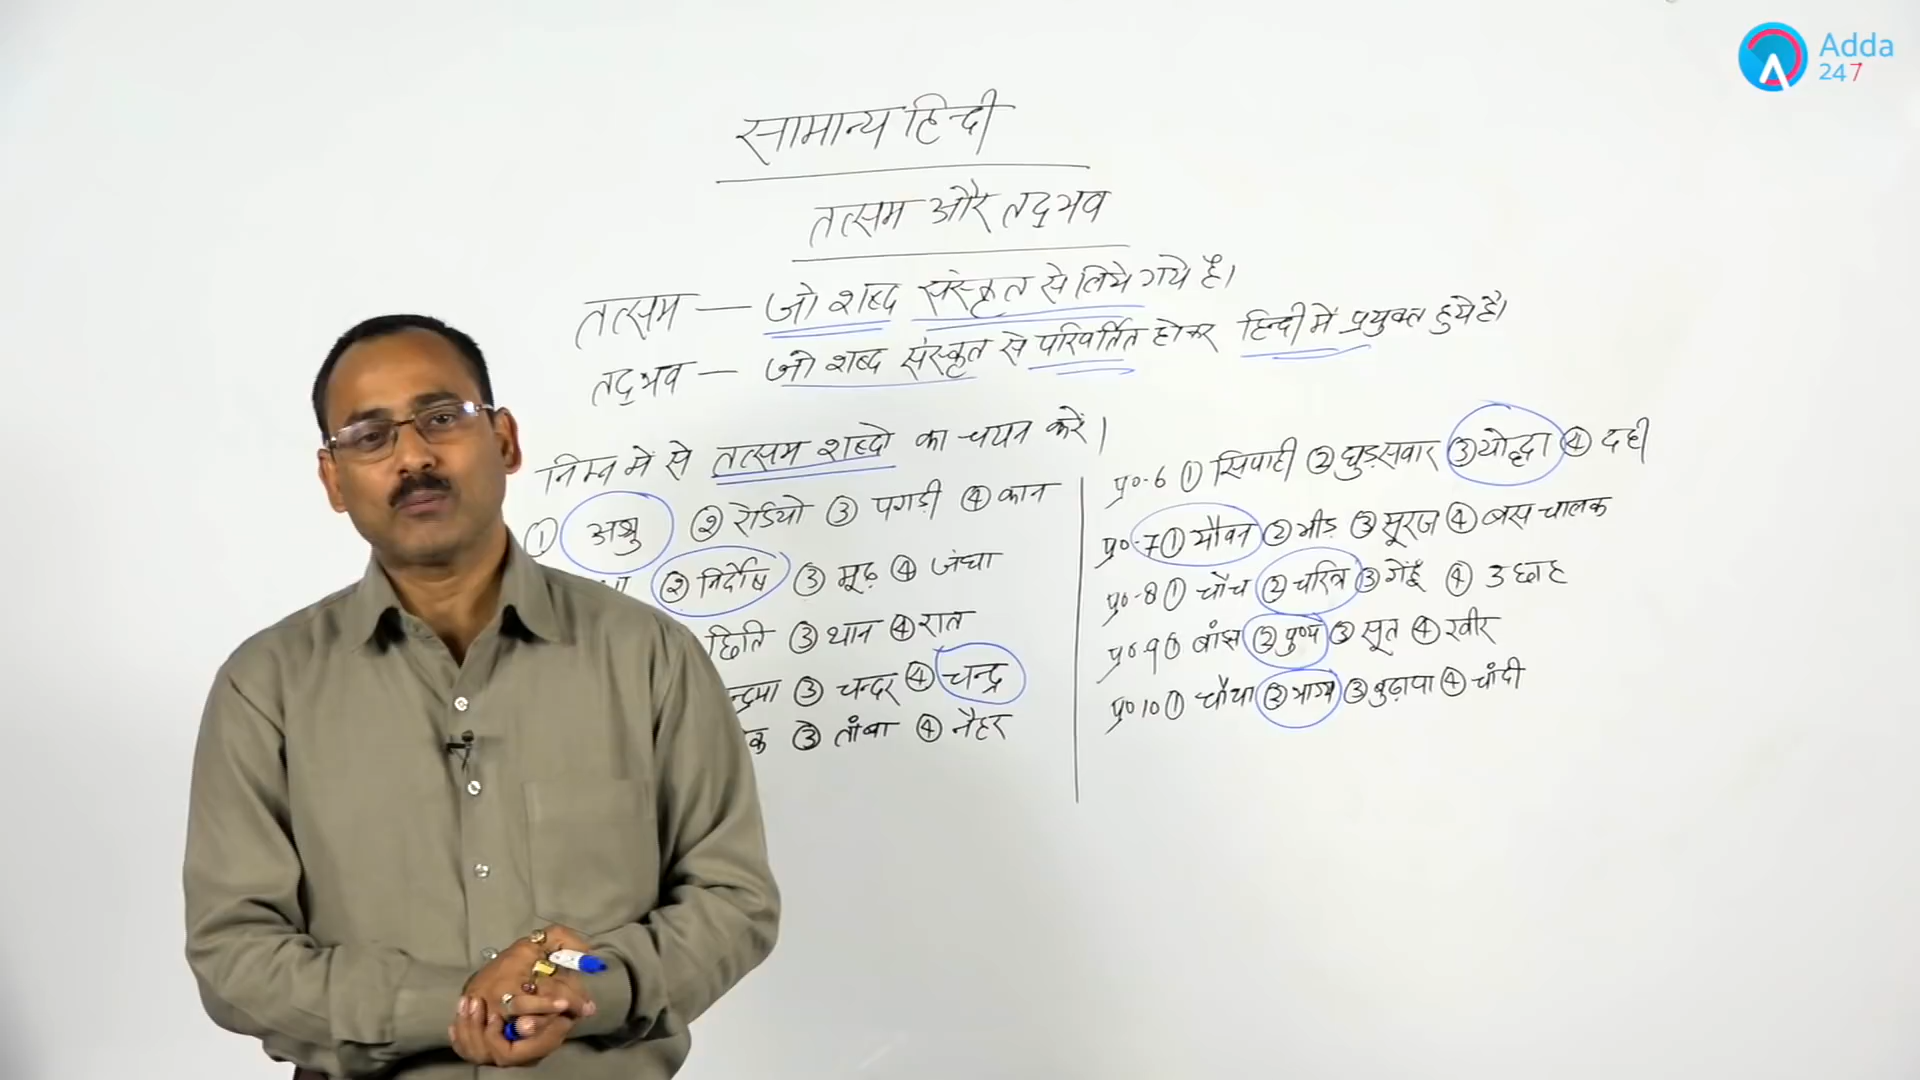 Adda
247
सामान्य हिन्दी
तत्सम और तद्भव
तत्सम — जो शब्द संस्कृत से लिये गये हैं।
तद्भव — जो शब्द संस्कृत से परिवर्तित होकर हिन्दी में प्रयुक्त हुये है।
निम्न में से तत्सम शब्दो का चयन करें।
① अश्रु ② रेडियो ③ पगड़ी ④ कान
② निर्दोष ③ मूढ़ ④ जंघा
छिति ③ थान ④ रात
न्द्रमा ③ चन्दर ④ चन्द्र
क ③ तांबा ④ नैहर
प्र०-6 ① सिपाही ② घुड़सवार ③ योद्धा ④ दही
प्र०-7 ① यौवन ② भीड़ ③ सूरज ④ बस चालक
प्र०-8 ① चोंच ② चरित्र ③ गेहूँ ④ उछाह
प्र०9 ① बांझ ② पुण्य ③ सूत ④ खीर
प्र०10 ① चौथा ② भाग्य ③ बुढ़ापा ④ चांदी